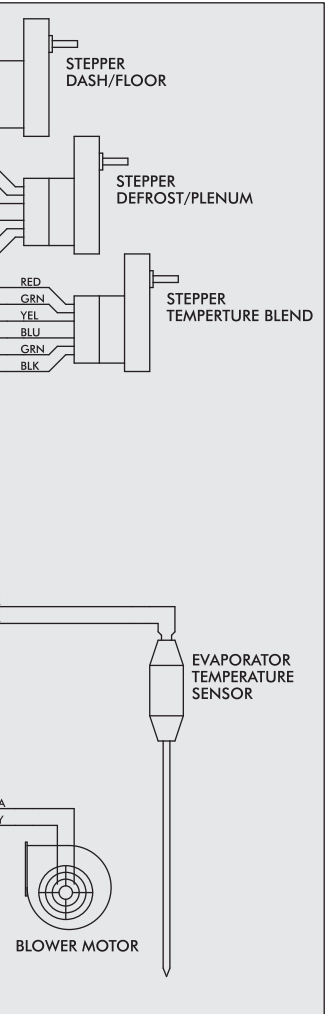 STEPPER
DASH/FLOOR
STEPPER
DEFROST/PLENUM
RED
GRN
YEL
BLU
GRN
BLK
STEPPER
TEMPERTURE BLEND
EVAPORATOR
TEMPERATURE
SENSOR
A
Y
BLOWER MOTOR